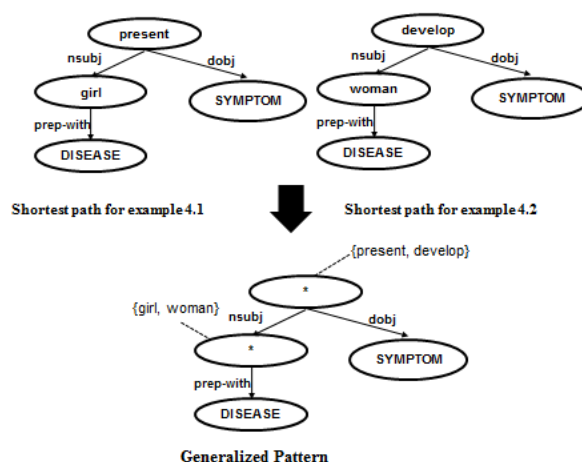 present
develop
nsubj
dobj
nsubj
dobj
girl
SYMPTOM
woman
SYMPTOM
prep-with
prep-with
DISEASE
DISEASE
Shortest path for example 4.1
Shortest path for example 4.2
{present, develop}
*
{girl, woman}
nsubj
dobj
*
SYMPTOM
prep-with
DISEASE
Generalized Pattern